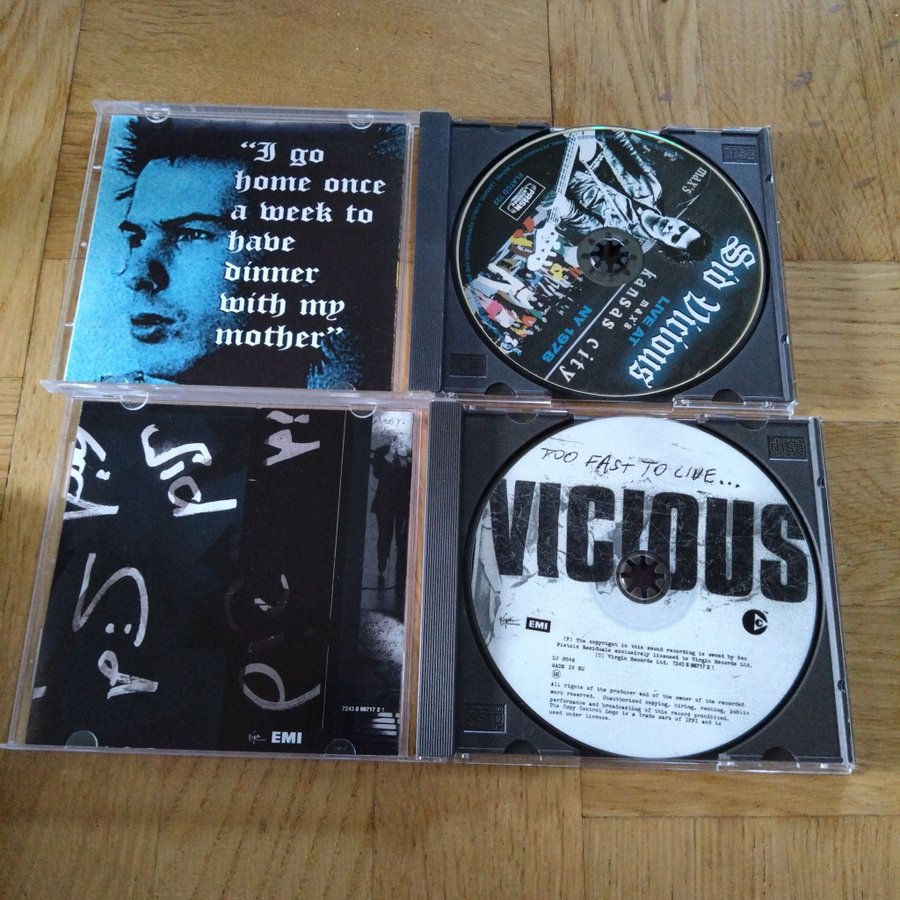 “I go
home once
a week to
have
dinner
with my
mother”
PLATCD 122
max's
Sid Vicious
LIVE AT
max's
kansas city
NY 1978
Sid
7243 5 98717 2 1
EMI
TOO FAST TO LIVE...
VICIOUS
EMI
(P) The copyright in this sound recording is owned by Sex
Pistols Residuals exclusively licensed to Virgin Records Ltd.
(C) Virgin Records Ltd. 7243 5 98717 2 1
LC 0542
MADE IN EU
All rights of the producer and of the owner of the recorded
work reserved. Unauthorised copying, hiring, renting, public
performance and broadcasting of this record prohibited.
The Copy Control Logo is a trade mark of IFPI and is
used under licence.